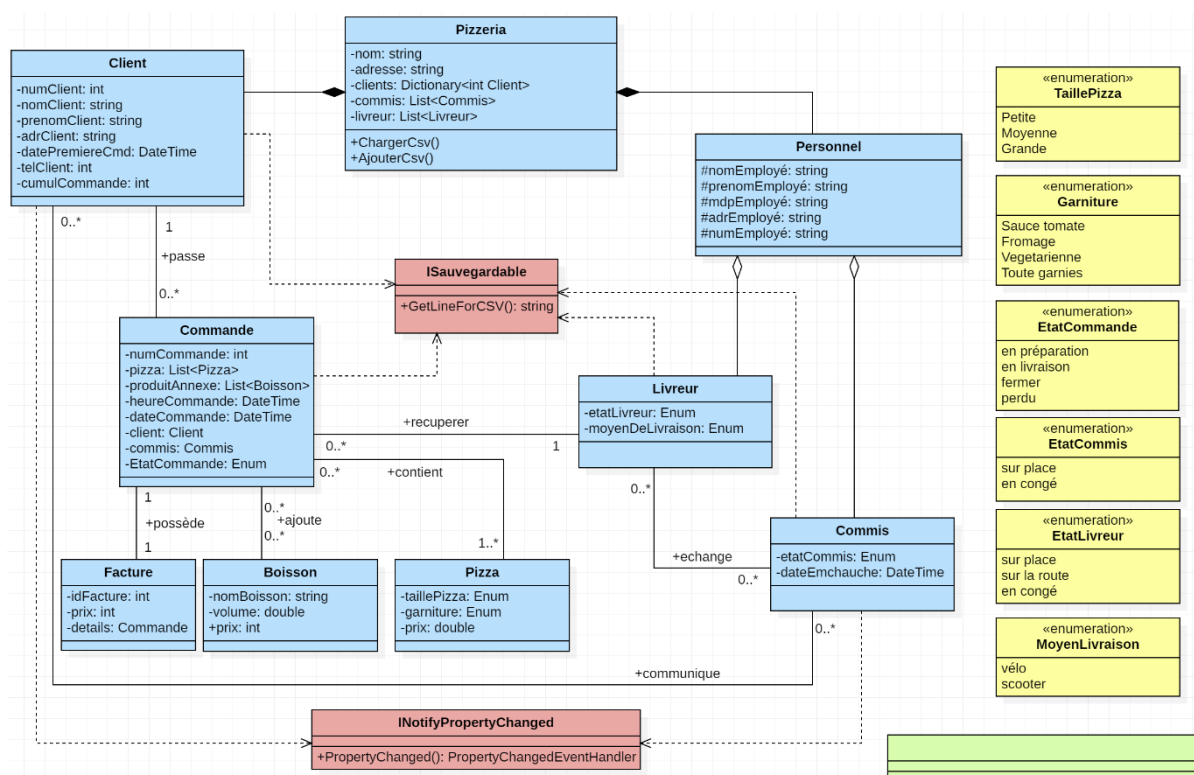 Pizzeria
-nom: string
-adresse: string
-clients: Dictionary<int Client>
-commis: List<Commis>
-livreur: List<Livreur>
+ChargerCsv()
+AjouterCsv()
Client
-numClient: int
-nomClient: string
-prenomClient: string
-adrClient: string
-datePremiereCmd: DateTime
-telClient: int
-cumulCommande: int
0..*
1
+passe
0..*
Personnel
#nomEmployé: string
#prenomEmployé: string
#mdpEmployé: string
#adrEmployé: string
#numEmployé: string
«enumeration»
TaillePizza
Petite
Moyenne
Grande
«enumeration»
Garniture
Sauce tomate
Fromage
Vegetarienne
Toute garnies
ISauvegardable
+GetLineForCSV(): string
Commande
-numCommande: int
-pizza: List<Pizza>
-produitAnnexe: List<Boisson>
-heureCommande: DateTime
-dateCommande: DateTime
-client: Client
-commis: Commis
-EtatCommande: Enum
«enumeration»
EtatCommande
en préparation
en livraison
fermer
perdu
Livreur
-etatLivreur: Enum
-moyenDeLivraison: Enum
+recuperer
0..*
1
0..*
+contient
1..*
«enumeration»
EtatCommis
sur place
en congé
1
+possède
1
0..*
+ajoute
0..*
0..*
+echange
0..*
Commis
-etatCommis: Enum
-dateEmchauche: DateTime
0..*
«enumeration»
EtatLivreur
sur place
sur la route
en congé
Facture
-idFacture: int
-prix: int
-details: Commande
Boisson
-nomBoisson: string
-volume: double
+prix: int
Pizza
-taillePizza: Enum
-garniture: Enum
-prix: double
«enumeration»
MoyenLivraison
vélo
scooter
+communique
INotifyPropertyChanged
+PropertyChanged(): PropertyChangedEventHandler